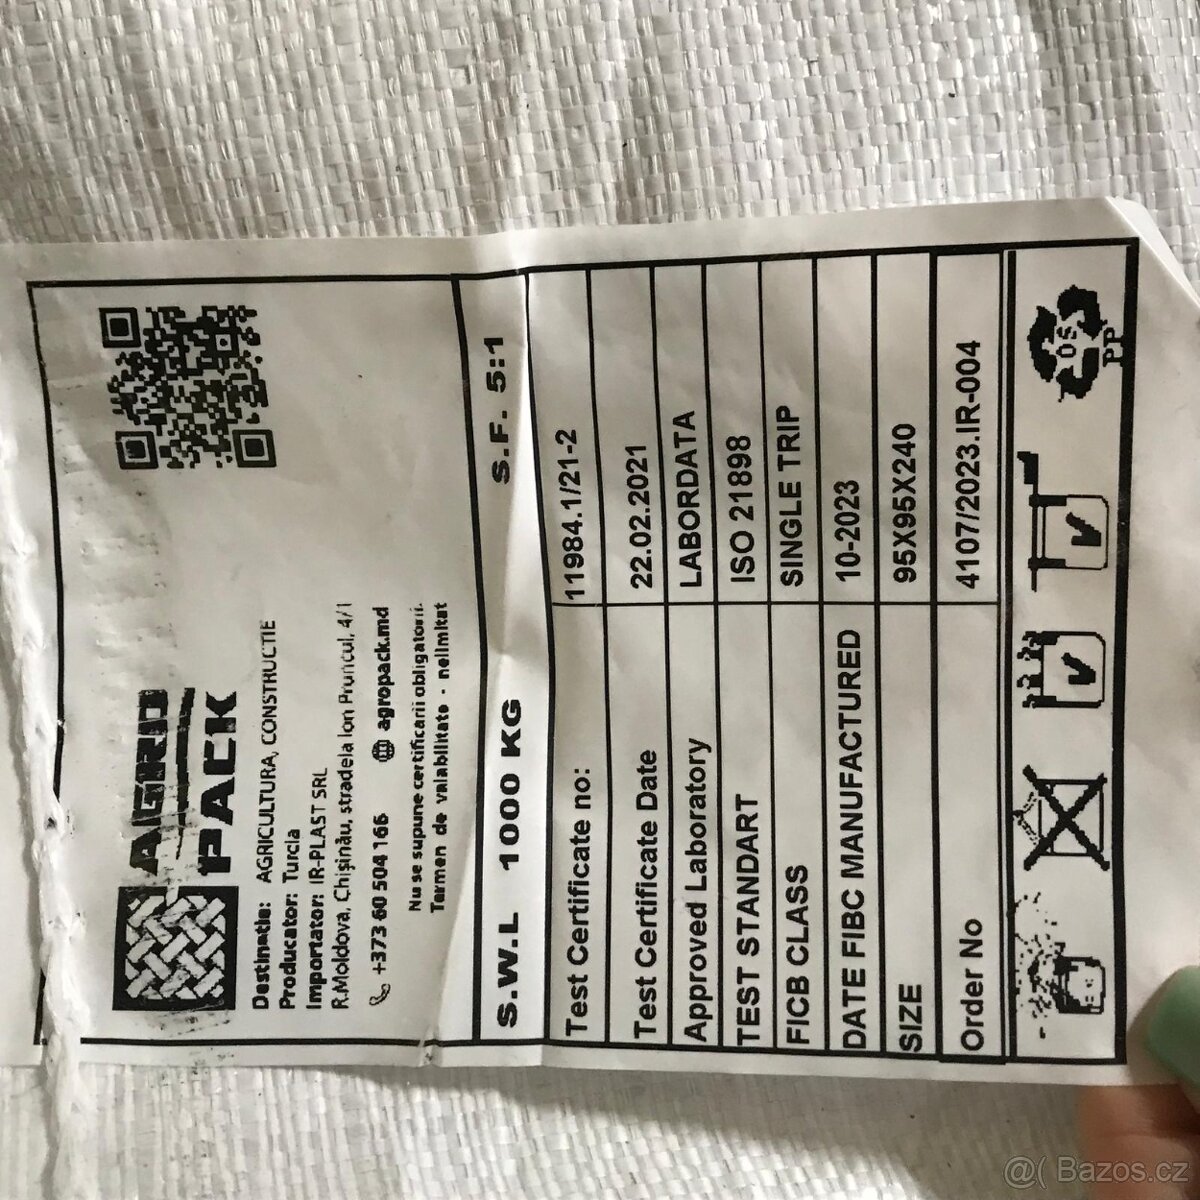 AGRO
PACK
Destinatie: AGRICULTURA, CONSTRUCTIE
Producator: Turcia
Importator: IR-PLAST SRL
R.Moldova, Chișinău, stradela Ion Pruncul, 4/1
+373 60 504 166 agropack.md
Nu se supune certificarii obligatorii.
Termen de valabilitate - nelimitat
S.W.L 1000 KG S.F. 5:1
Test Certificate no: 11984.1/21-2
Test Certificate Date 22.02.2021
Approved Laboratory LABORDATA
TEST STANDART ISO 21898
FICB CLASS SINGLE TRIP
DATE FIBC MANUFACTURED 10-2023
SIZE 95X95X240
Order No 4107/2023.IR-004
05
PP
@( Bazos.cz